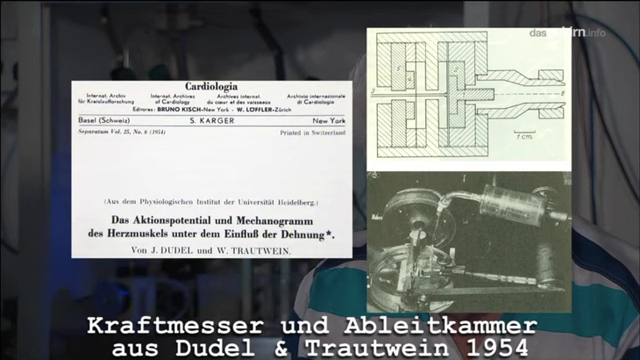 dasGehirn.info
Cardiologia
Internat. Archiv
für Kreislaufforschung
Internat. Archives
of Cardiology
Archives internat.
du cœur et des vaisseaux
Archivio internazionale
di Cardiologia
Editores: BRUNO KISCH-New York - W. LÖFFLER-Zürich
Basel (Schweiz) S. KARGER New York
Separatum Vol. 25, No. 6 (1954) Printed in Switzerland
(Aus dem Physiologischen Institut der Universität Heidelberg.)
Das Aktionspotential und Mechanogramm
des Herzmuskels unter dem Einfluß der Dehnung*.
Von J. DUDEL und W. TRAUTWEIN.
1 cm
Kraftmesser und Ableitkammer
aus Dudel & Trautwein 1954